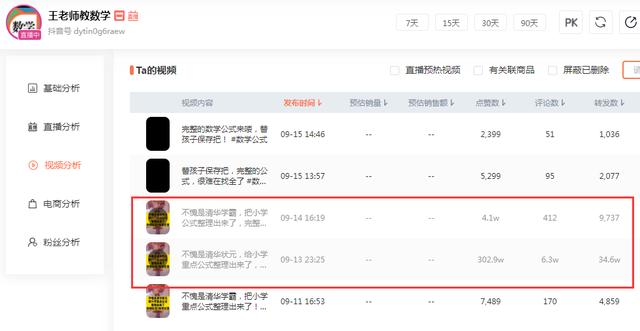 数学
直播中
王老师教数学
抖音号 dytin0g6raew
7天 15天 30天 90天 PK
基础分析
直播分析
视频分析
电商分析
粉丝分析
Ta的视频
直播预热视频 有关联商品 屏蔽已删除
视频内容 发布时间 预估销量 预估销售额 点赞数 评论数 转发数
完整的数学公式来喽，替
孩子保存把！ #数学公式
09-15 14:46 -- -- 2,399 51 1,036
替孩子保存把，完整的公
式，很难在找全了 #数...
09-15 13:57 -- -- 5,299 95 2,077
不愧是清华学霸，把小学
公式整理出来了，完整...
09-14 16:19 -- -- 4.1w 412 9,737
不愧是清华状元，给小学
重点公式整理出来了，...
09-13 23:25 -- -- 302.9w 6.3w 34.6w
不愧是清华学霸，把小学
重点公式整理出来了！...
09-11 16:53 -- -- 7,489 170 4,859